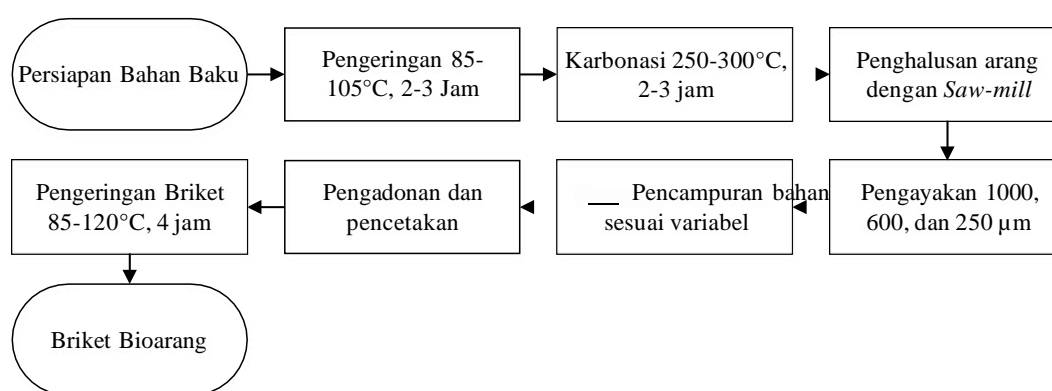 Persiapan Bahan Baku
Pengeringan 85-
105°C, 2-3 Jam
Karbonasi 250-300°C,
2-3 jam
Penghalusan arang
dengan Saw-mill
Pengayakan 1000,
600, dan 250 µm
Pencampuran bahan
sesuai variabel
Pengadonan dan
pencetakan
Pengeringan Briket
85-120°C, 4 jam
Briket Bioarang